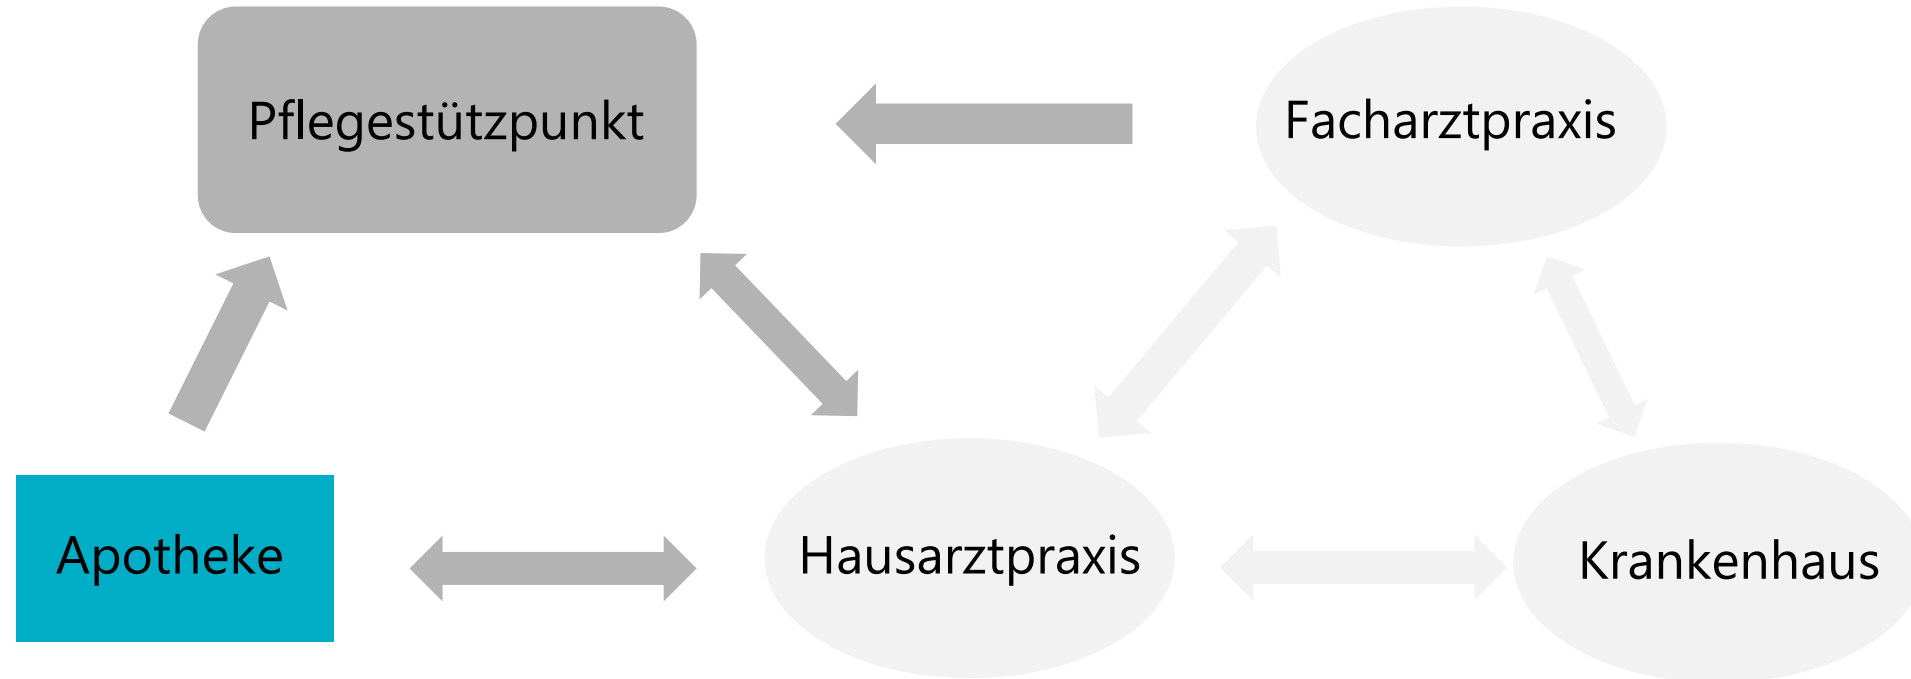 Pflegestützpunkt
Facharztpraxis
Apotheke
Hausarztpraxis
Krankenhaus